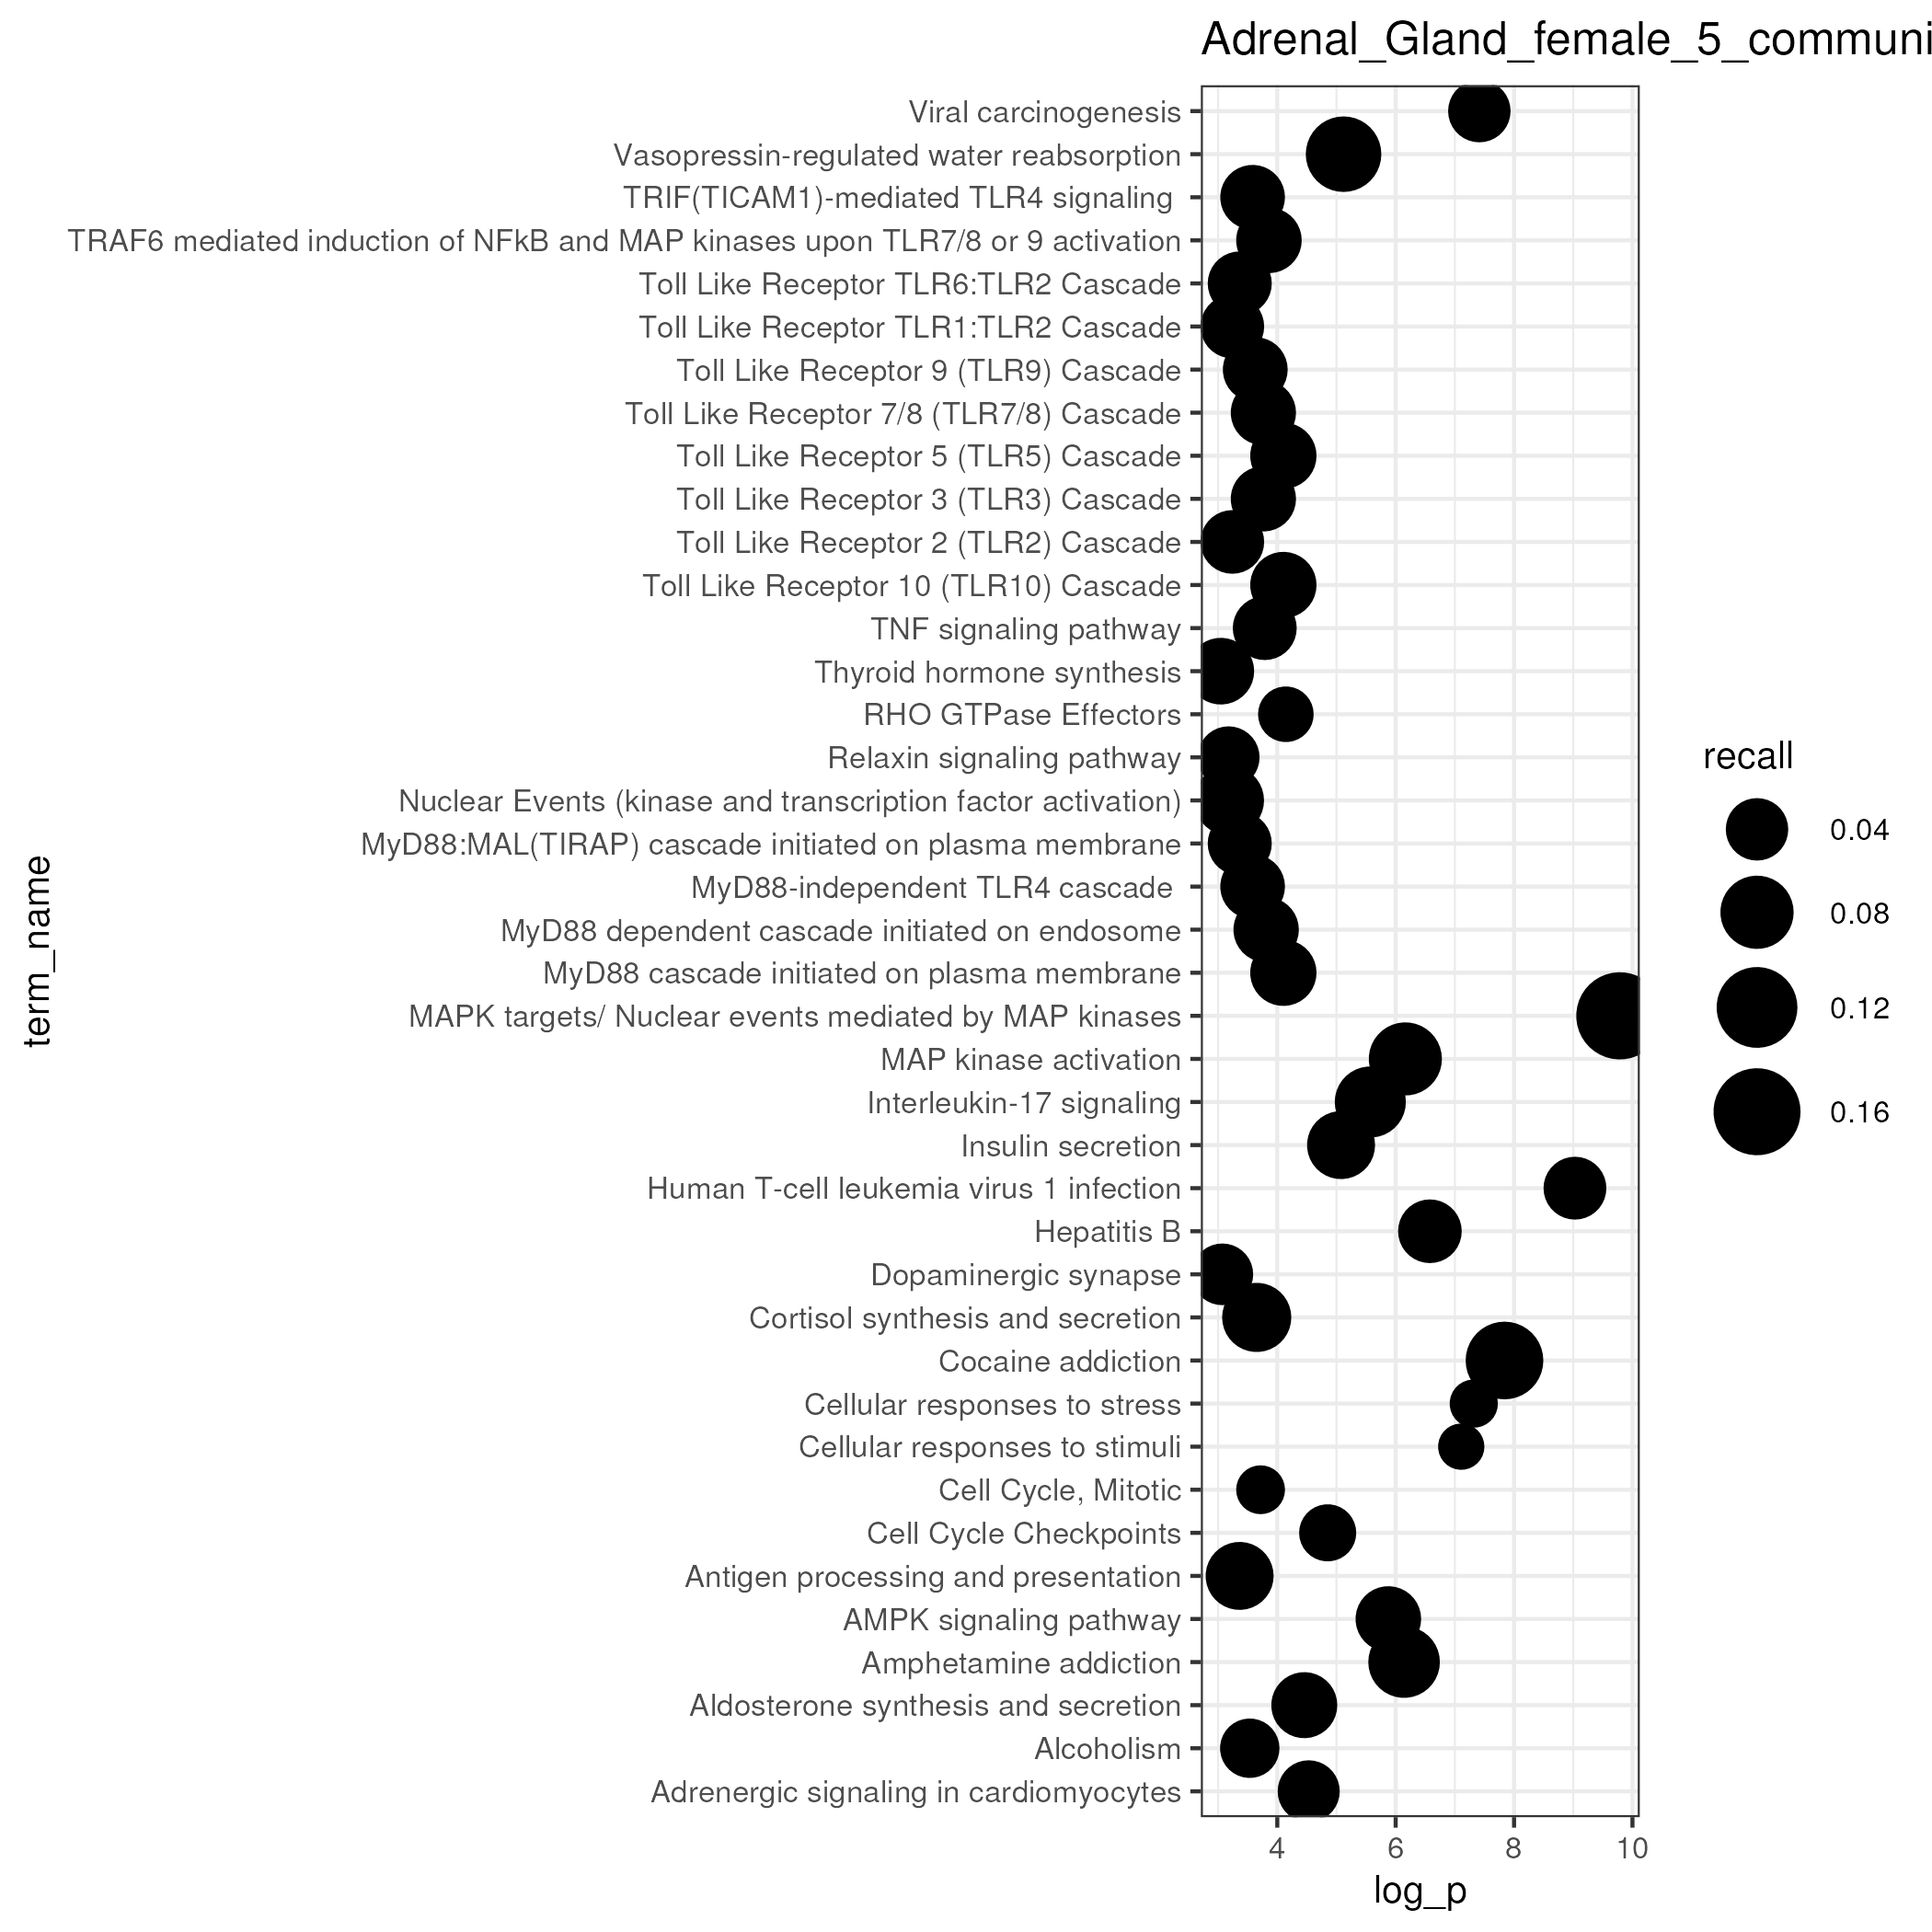 Adrenal_Gland_female_5_communi
Viral carcinogenesis
Vasopressin-regulated water reabsorption
TRIF(TICAM1)-mediated TLR4 signaling
TRAF6 mediated induction of NFkB and MAP kinases upon TLR7/8 or 9 activation
Toll Like Receptor TLR6:TLR2 Cascade
Toll Like Receptor TLR1:TLR2 Cascade
Toll Like Receptor 9 (TLR9) Cascade
Toll Like Receptor 7/8 (TLR7/8) Cascade
Toll Like Receptor 5 (TLR5) Cascade
Toll Like Receptor 3 (TLR3) Cascade
Toll Like Receptor 2 (TLR2) Cascade
Toll Like Receptor 10 (TLR10) Cascade
TNF signaling pathway
Thyroid hormone synthesis
RHO GTPase Effectors
Relaxin signaling pathway
Nuclear Events (kinase and transcription factor activation)
MyD88:MAL(TIRAP) cascade initiated on plasma membrane
MyD88-independent TLR4 cascade
MyD88 dependent cascade initiated on endosome
MyD88 cascade initiated on plasma membrane
MAPK targets/ Nuclear events mediated by MAP kinases
MAP kinase activation
Interleukin-17 signaling
Insulin secretion
Human T-cell leukemia virus 1 infection
Hepatitis B
Dopaminergic synapse
Cortisol synthesis and secretion
Cocaine addiction
Cellular responses to stress
Cellular responses to stimuli
Cell Cycle, Mitotic
Cell Cycle Checkpoints
Antigen processing and presentation
AMPK signaling pathway
Amphetamine addiction
Aldosterone synthesis and secretion
Alcoholism
Adrenergic signaling in cardiomyocytes
term_name
4 6 8 10
log_p
recall
0.04
0.08
0.12
0.16